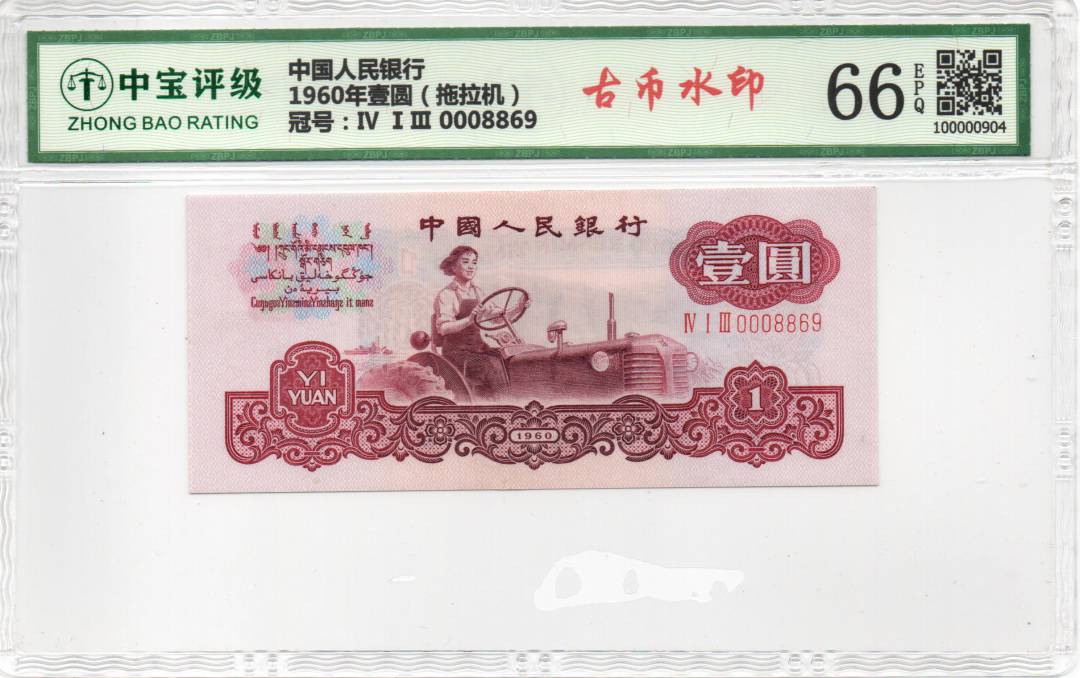 中宝评级
ZHONG BAO RATING
中国人民银行
1960年壹圆（拖拉机）
冠号：Ⅳ Ⅰ Ⅲ 0008869
古币水印
66
EPQ
100000904
中國人民銀行
壹圓
Ⅳ Ⅰ Ⅲ 0008869
YI
YUAN
1960
1